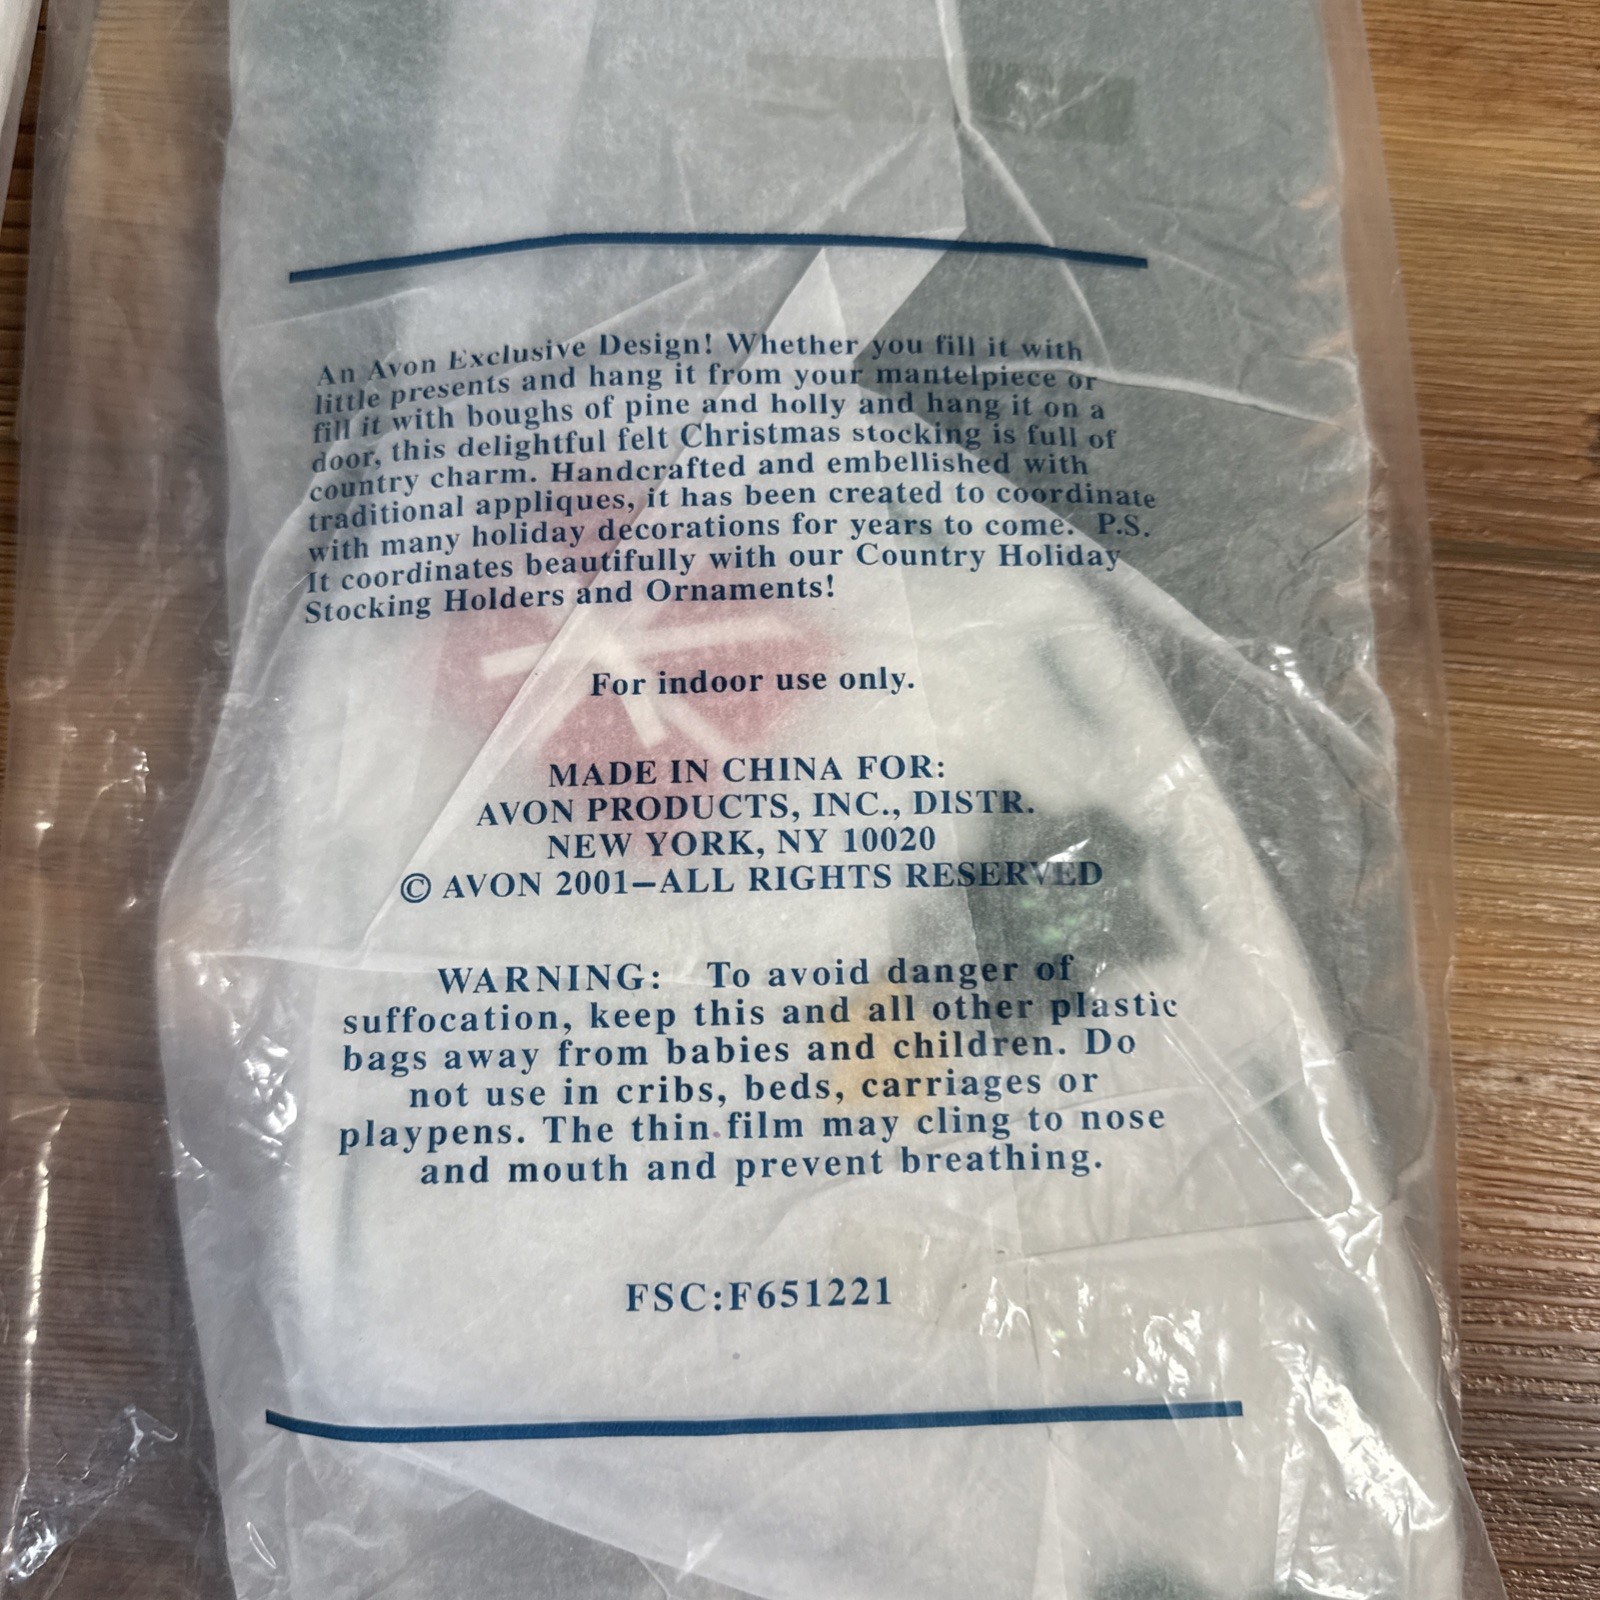 An Avon Exclusive Design! Whether you fill it with
little presents and hang it from your mantelpiece or
fill it with boughs of pine and holly and hang it on a
door, this delightful felt Christmas stocking is full of
country charm. Handcrafted and embellished with
traditional appliques, it has been created to coordinate
with many holiday decorations for years to come. P.S.
It coordinates beautifully with our Country Holiday
Stocking Holders and Ornaments!
For indoor use only.
MADE IN CHINA FOR:
AVON PRODUCTS, INC., DISTR.
NEW YORK, NY 10020
© AVON 2001–ALL RIGHTS RESERVED
WARNING: To avoid danger of
suffocation, keep this and all other plastic
bags away from babies and children. Do
not use in cribs, beds, carriages or
playpens. The thin film may cling to nose
and mouth and prevent breathing.
FSC:F651221